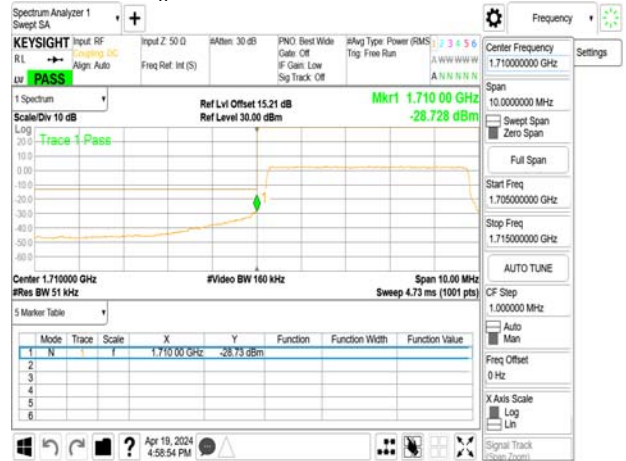 Spectrum Analyzer 1
Swept SA
Frequency
KEYSIGHT
Input: RF
Input Z: 50 Ω
#Atten: 30 dB
PNO: Best Wide
#Avg Type: Power (RMS
1 2 3 4 5 6
RL
Coupling: DC
Gate: Off
Trig: Free Run
A W W W W W
Align: Auto
Freq Ref: Int (S)
IF Gain: Low
LV PASS
Sig Track: Off
A N N N N N
Center Frequency
1.710000000 GHz
Settings
1 Spectrum
Ref Lvl Offset 15.21 dB
Mkr1 1.710 00 GHz
Scale/Div 10 dB
Ref Level 30.00 dBm
-28.728 dBm
Span
10.0000000 MHz
Swept Span
Zero Span
Log
Trace 1 Pass
20.0
10.0
0.00
-10.0
-20.0
-30.0
-40.0
-50.0
-60.0
1
Full Span
Start Freq
1.705000000 GHz
Stop Freq
1.715000000 GHz
AUTO TUNE
Center 1.710000 GHz
#Video BW 160 kHz
Span 10.00 MHz
#Res BW 51 kHz
Sweep 4.73 ms (1001 pts)
CF Step
1.000000 MHz
Auto
Man
5 Marker Table
Mode Trace Scale X Y Function Function Width Function Value
1 N 1 f 1.710 00 GHz -28.73 dBm
2
3
4
5
6
Freq Offset
0 Hz
X Axis Scale
Log
Lin
Signal Track
(Span Zoom)
?
Apr 19, 2024
4:58:54 PM